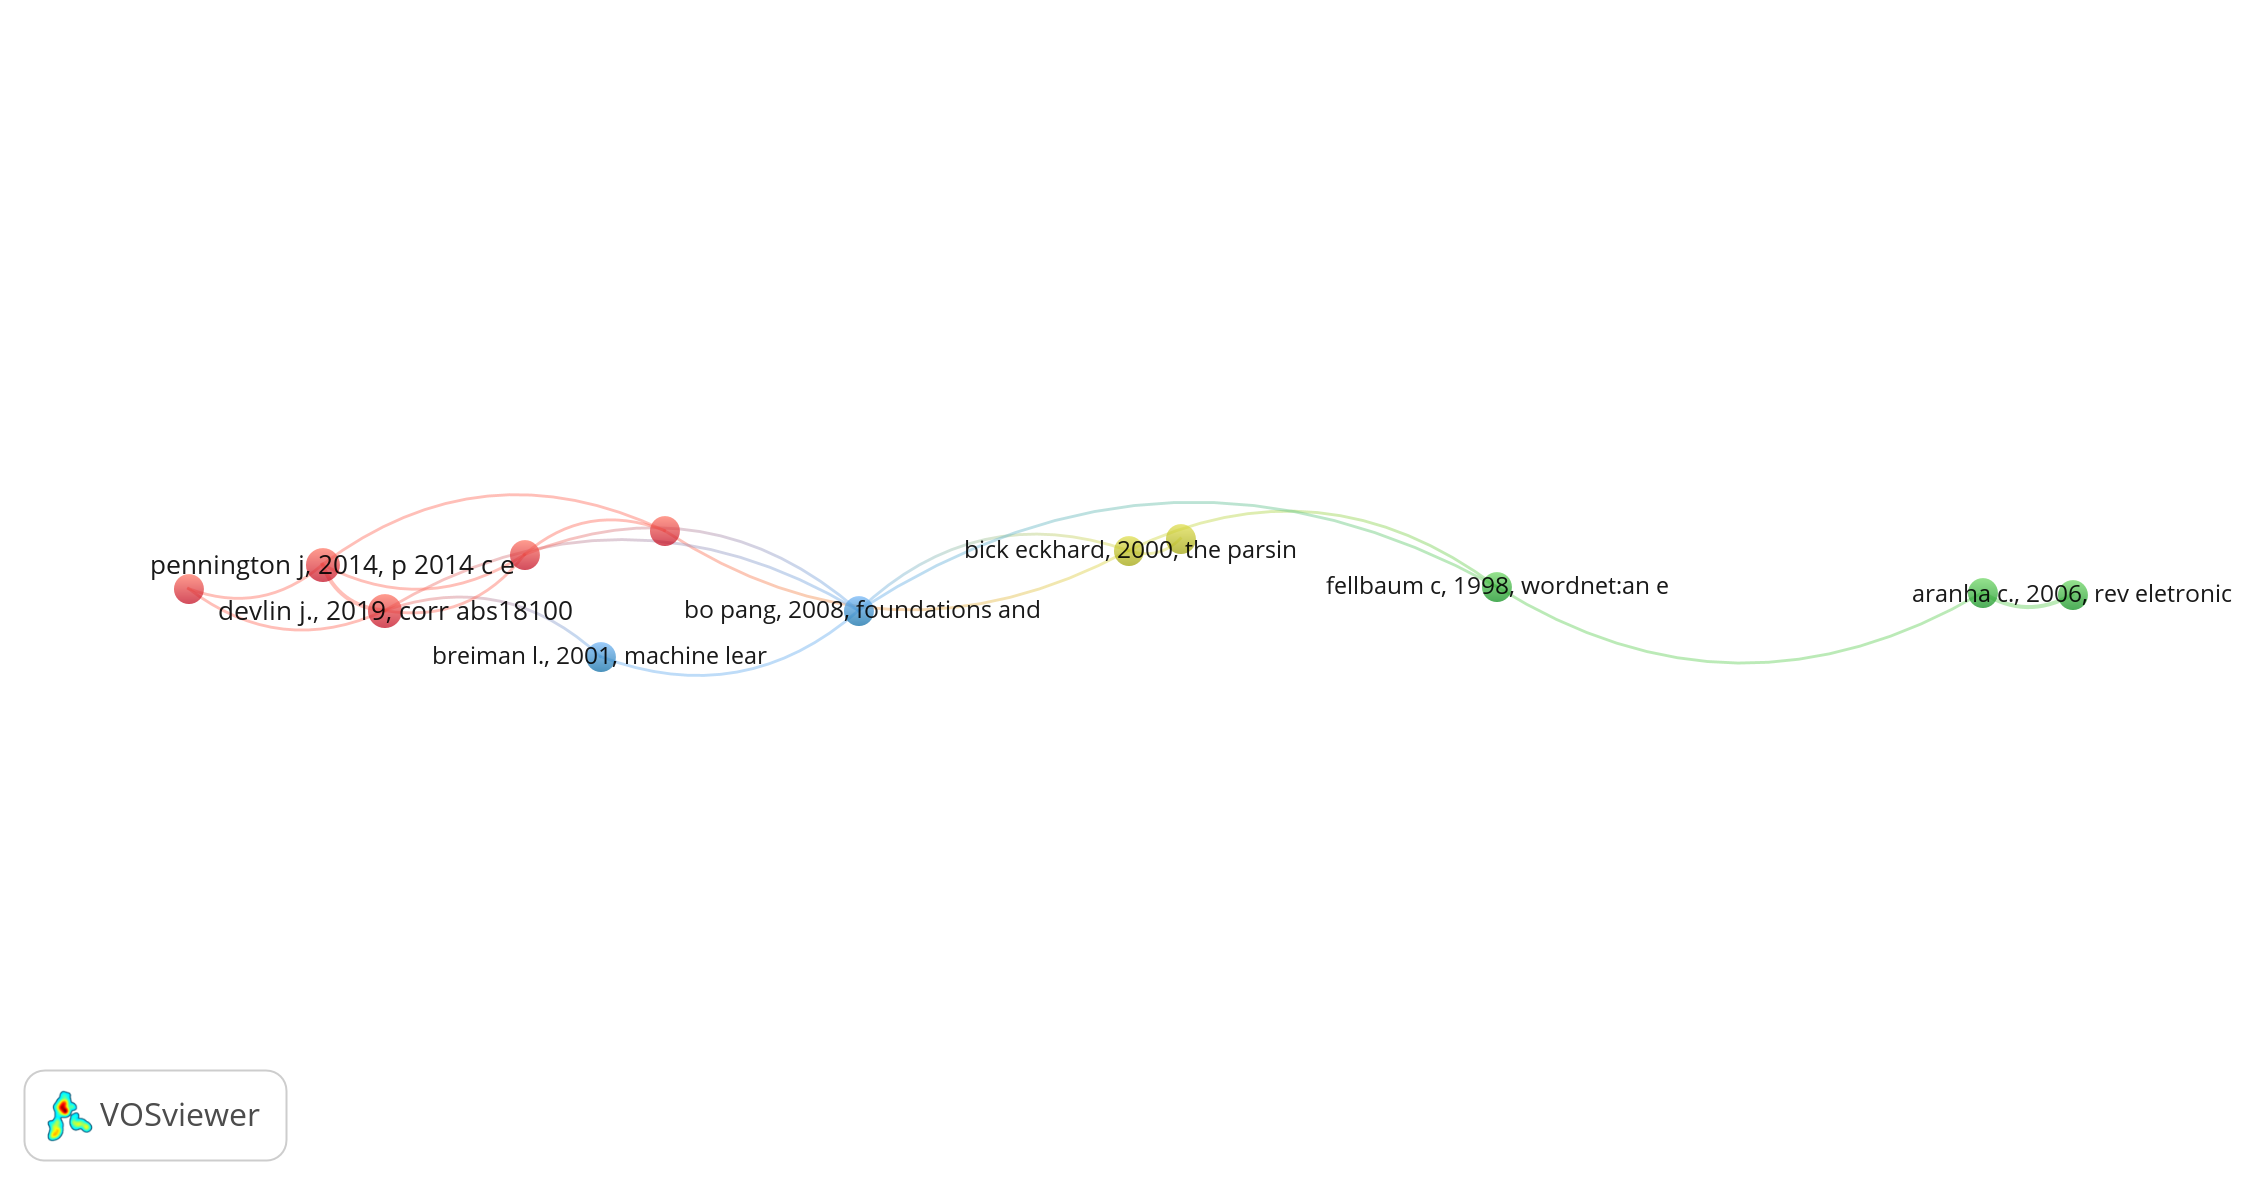 pennington j, 2014, p 2014 c e
devlin j., 2019, corr abs18100
breiman l., 2001, machine lear
bo pang, 2008, foundations and
bick eckhard, 2000, the parsin
fellbaum c, 1998, wordnet:an e
aranha c., 2006, rev eletronic
VOSviewer